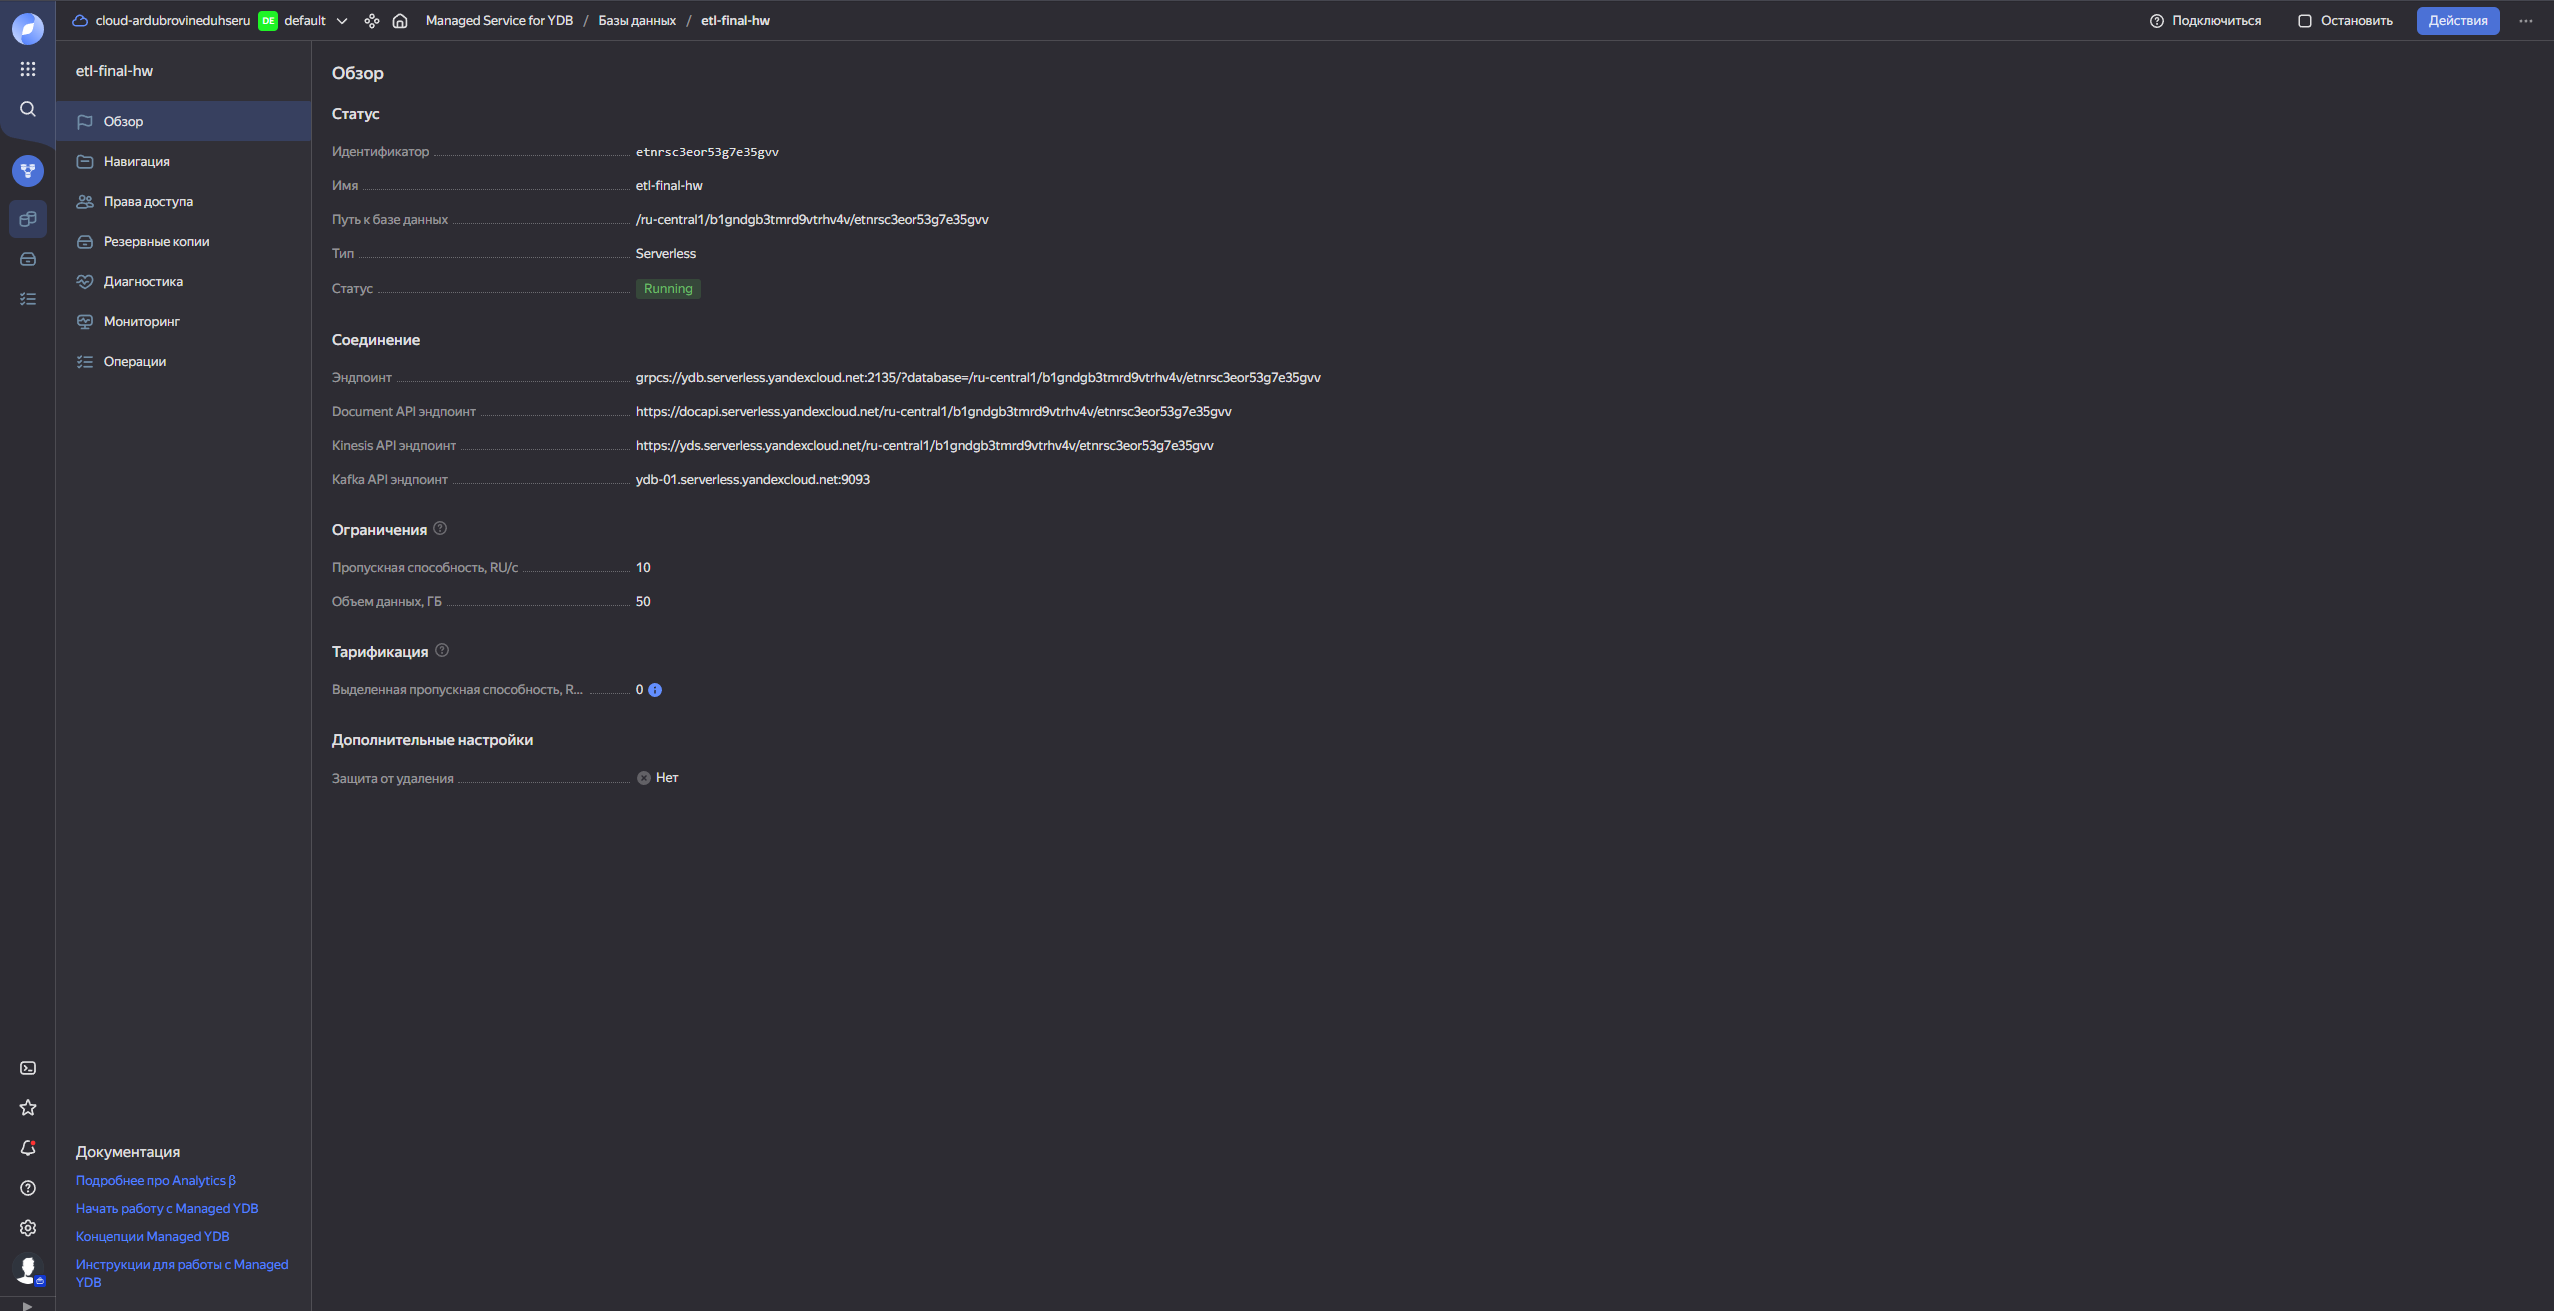 cloud-ardubrovineduhseru DE default Managed Service for YDB / Базы данных / etl-final-hw Подключиться Остановить Действия
etl-final-hw
Обзор
Навигация
Права доступа
Резервные копии
Диагностика
Мониторинг
Операции
Документация
Подробнее про Analytics β
Начать работу с Managed YDB
Концепции Managed YDB
Инструкции для работы с Managed
YDB
Обзор
Статус
Идентификатор etnrsc3eor53g7e35gvv
Имя etl-final-hw
Путь к базе данных /ru-central1/b1gndgb3tmrd9vtrhv4v/etnrsc3eor53g7e35gvv
Тип Serverless
Статус Running
Соединение
Эндпоинт grpcs://ydb.serverless.yandexcloud.net:2135/?database=/ru-central1/b1gndgb3tmrd9vtrhv4v/etnrsc3eor53g7e35gvv
Document API эндпоинт https://docapi.serverless.yandexcloud.net/ru-central1/b1gndgb3tmrd9vtrhv4v/etnrsc3eor53g7e35gvv
Kinesis API эндпоинт https://yds.serverless.yandexcloud.net/ru-central1/b1gndgb3tmrd9vtrhv4v/etnrsc3eor53g7e35gvv
Kafka API эндпоинт ydb-01.serverless.yandexcloud.net:9093
Ограничения
Пропускная способность, RU/с 10
Объем данных, ГБ 50
Тарификация
Выделенная пропускная способность, R... 0
Дополнительные настройки
Защита от удаления Нет